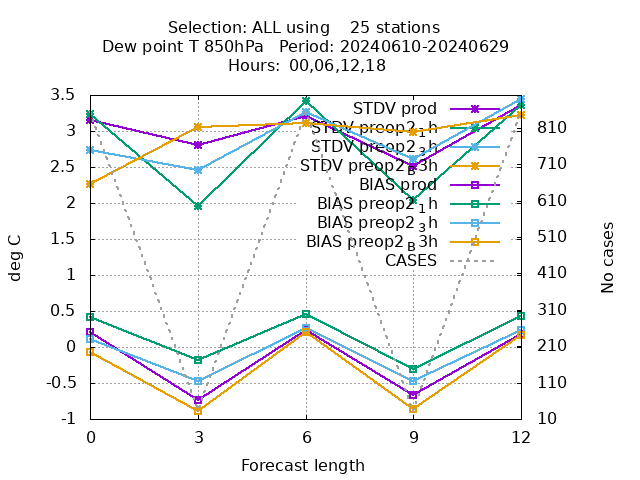 Selection: ALL using    25 stations
Dew point T 850hPa   Period: 20240610-20240629
Hours: 00,06,12,18
3.5
3
2.5
2
1.5
1
0.5
0
-0.5
-1
deg C
STDV prod
STDV preop2_1h
STDV preop2_3h
STDV preop2_B3h
BIAS prod
BIAS preop2_1h
BIAS preop2_3h
BIAS preop2_B3h
CASES
810
710
610
510
410
310
210
110
10
No cases
0 3 6 9 12
Forecast length